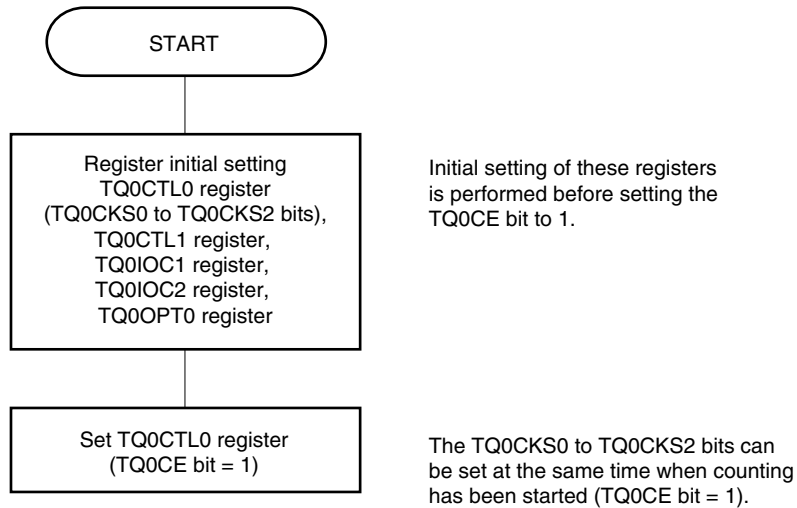 START
Register initial setting
TQ0CTL0 register
(TQ0CKS0 to TQ0CKS2 bits),
TQ0CTL1 register,
TQ0IOC1 register,
TQ0IOC2 register,
TQ0OPT0 register
Initial setting of these registers
is performed before setting the
TQ0CE bit to 1.
Set TQ0CTL0 register
(TQ0CE bit = 1)
The TQ0CKS0 to TQ0CKS2 bits can
be set at the same time when counting
has been started (TQ0CE bit = 1).